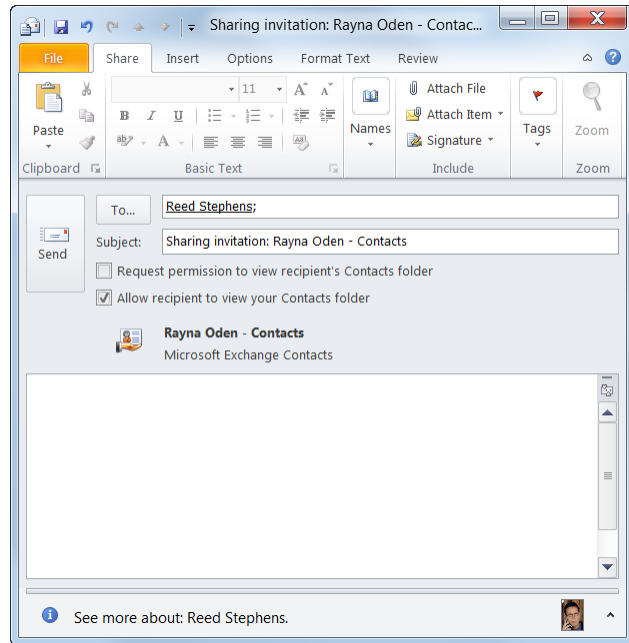 Sharing invitation: Rayna Oden - Contac...
File Share Insert Options Format Text Review
11 A A Attach File
B I U Attach Item
Paste ab A Aa Names Signature Tags Zoom
Clipboard Basic Text Include Zoom
To... Reed Stephens;
Send Subject: Sharing invitation: Rayna Oden - Contacts
Request permission to view recipient's Contacts folder
Allow recipient to view your Contacts folder
Rayna Oden - Contacts
Microsoft Exchange Contacts
See more about: Reed Stephens.